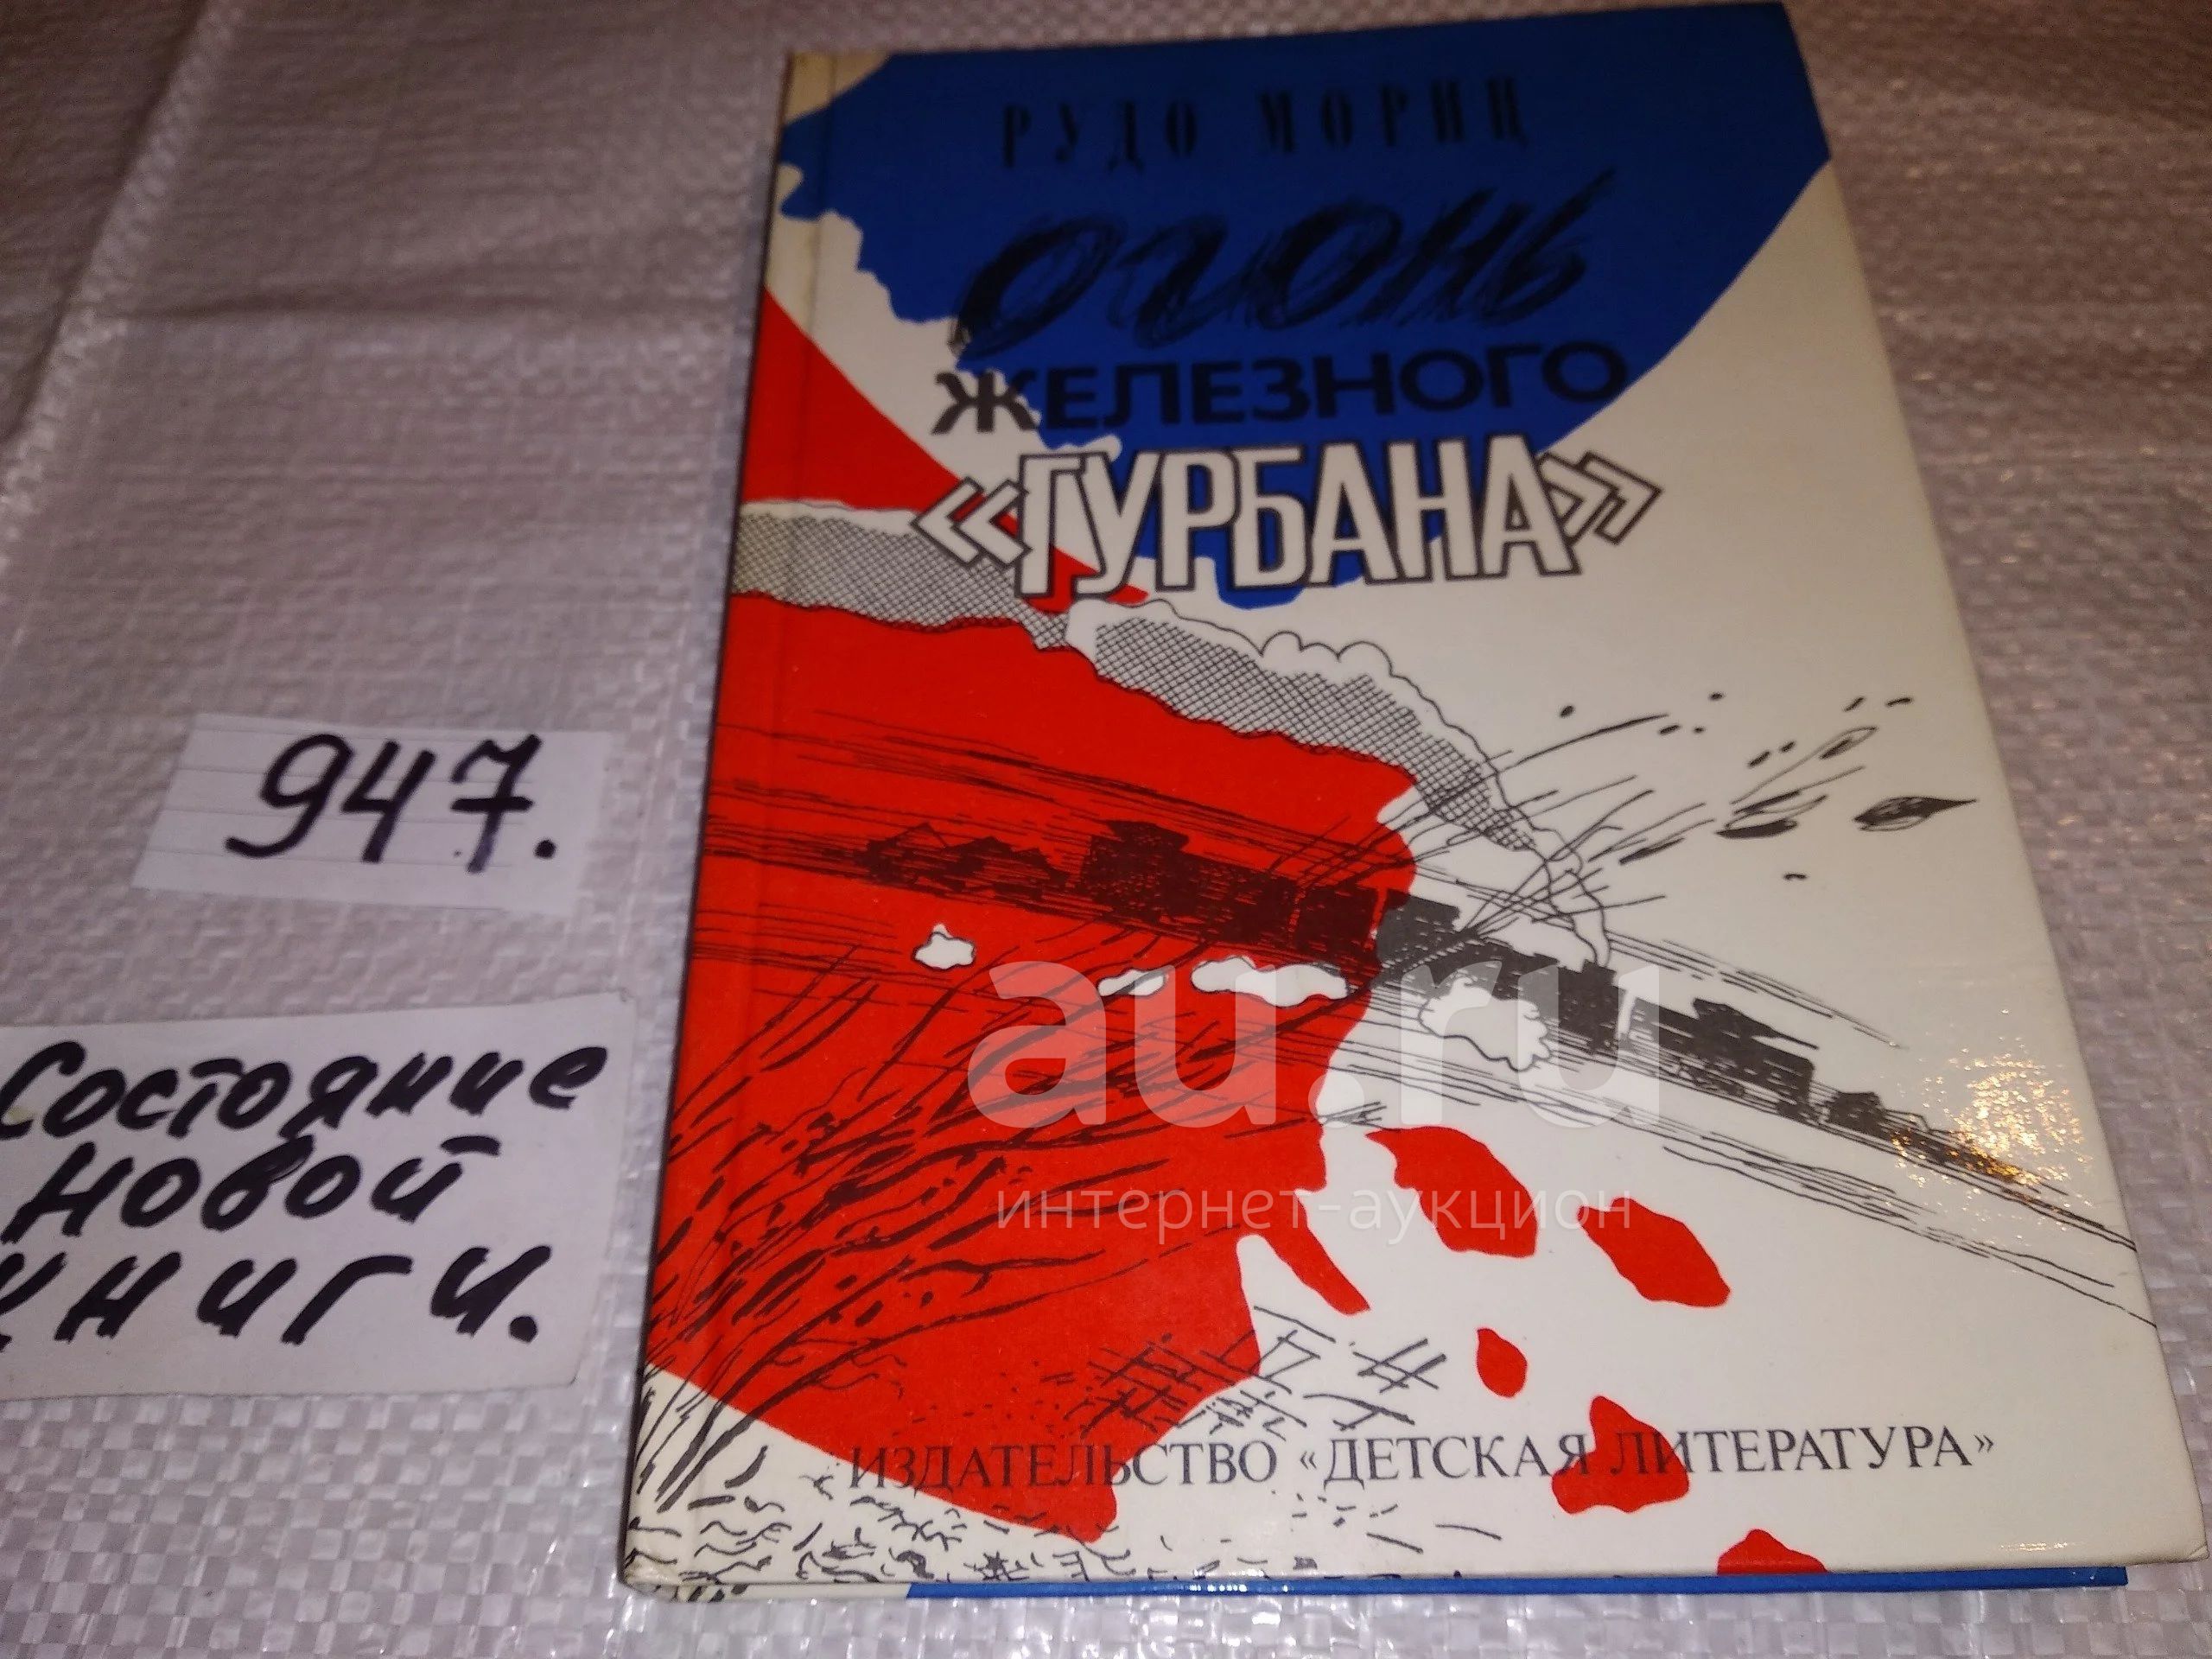 РУДО МОРИЦ
огонь
ЖЕЛЕЗНОГО
«ГУРБАНА»
947.
Состояние
новой
книги.
au.ru
интернет-аукцион
ИЗДАТЕЛЬСТВО «ДЕТСКАЯ ЛИТЕРАТУРА»